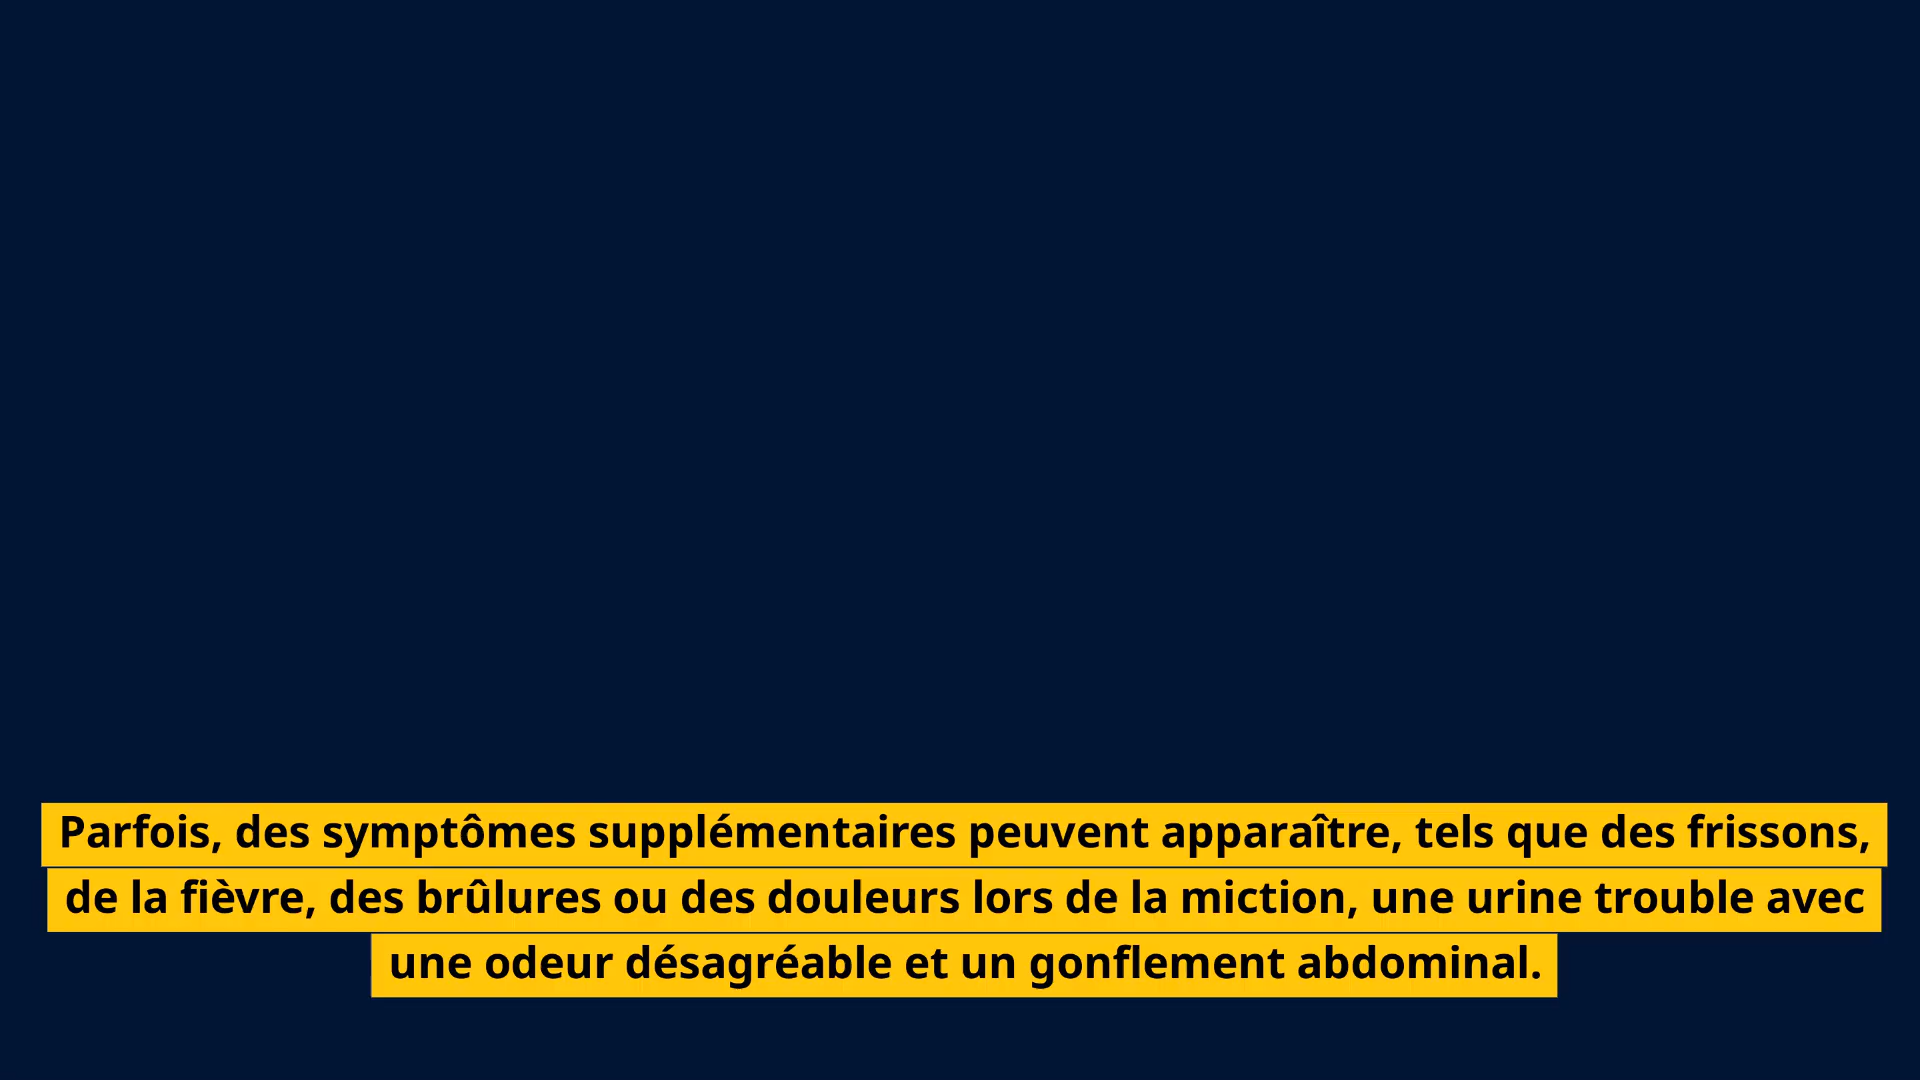 Parfois, des symptômes supplémentaires peuvent apparaître, tels que des frissons,
de la fièvre, des brûlures ou des douleurs lors de la miction, une urine trouble avec
une odeur désagréable et un gonflement abdominal.